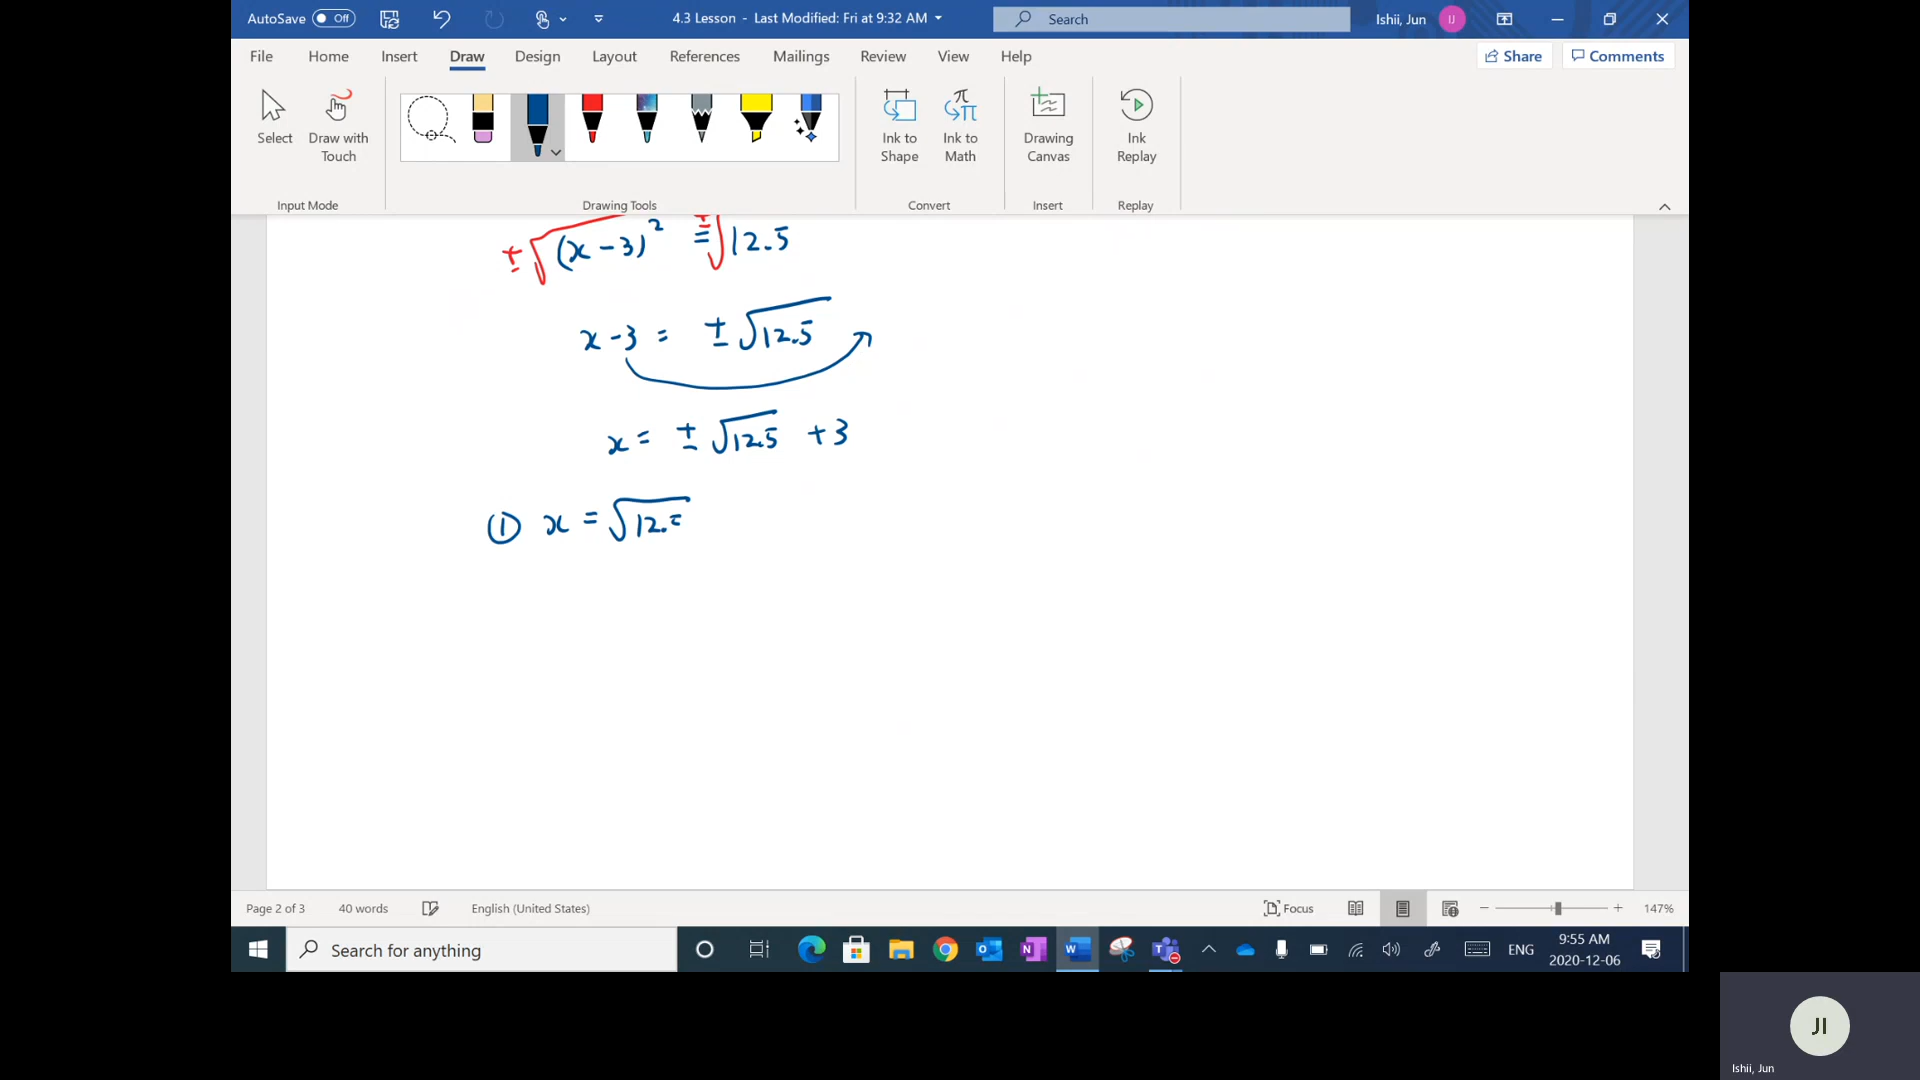 AutoSave Off 4.3 Lesson - Last Modified: Fri at 9:32 AM Search Ishii, Jun IJ
File Home Insert Draw Design Layout References Mailings Review View Help Share Comments
Select Draw with Touch Ink to Shape Ink to Math Drawing Canvas Ink Replay
Input Mode Drawing Tools Convert Insert Replay
±√(x-3)² = ±√12.5
x-3 = ±√12.5
x = ±√12.5 +3
① x = √12.5
Page 2 of 3 40 words English (United States) Focus 147%
Search for anything ENG 9:55 AM
2020-12-06
JI
Ishii, Jun